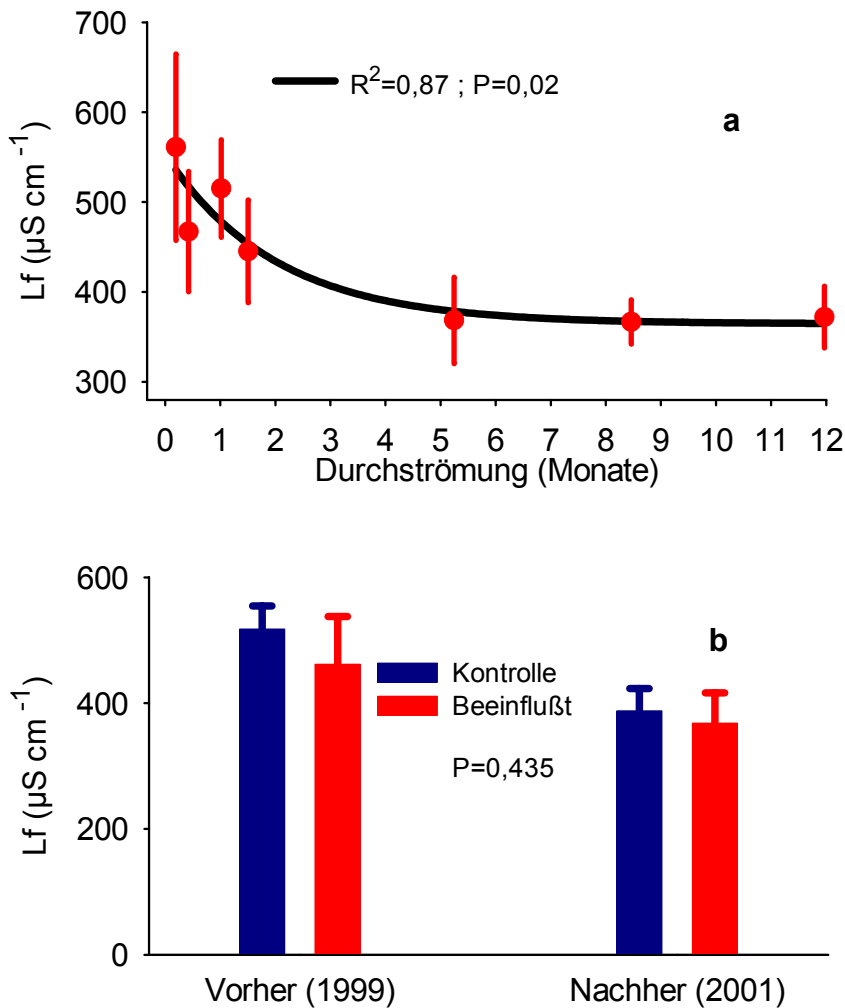 700
R²=0,87 ; P=0,02
a
600
500
400
300
Lf (µS cm⁻¹)
0 1 2 3 4 5 6 7 8 9 10 11 12
Durchströmung (Monate)
600
b
Kontrolle
400
Beeinflußt
P=0,435
200
0
Lf (µS cm⁻¹)
Vorher (1999) Nachher (2001)